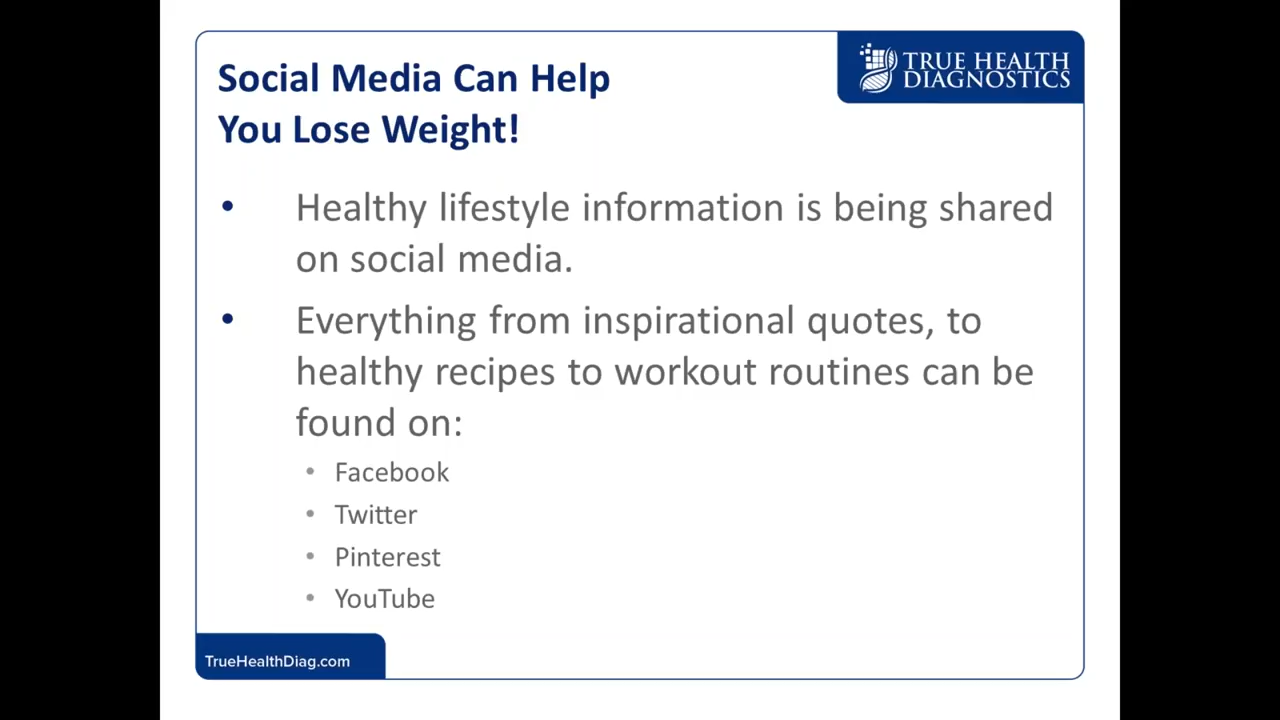 Social Media Can Help
You Lose Weight!
TRUE HEALTH
DIAGNOSTICS
• Healthy lifestyle information is being shared
on social media.
• Everything from inspirational quotes, to
healthy recipes to workout routines can be
found on:
• Facebook
• Twitter
• Pinterest
• YouTube
TrueHealthDiag.com